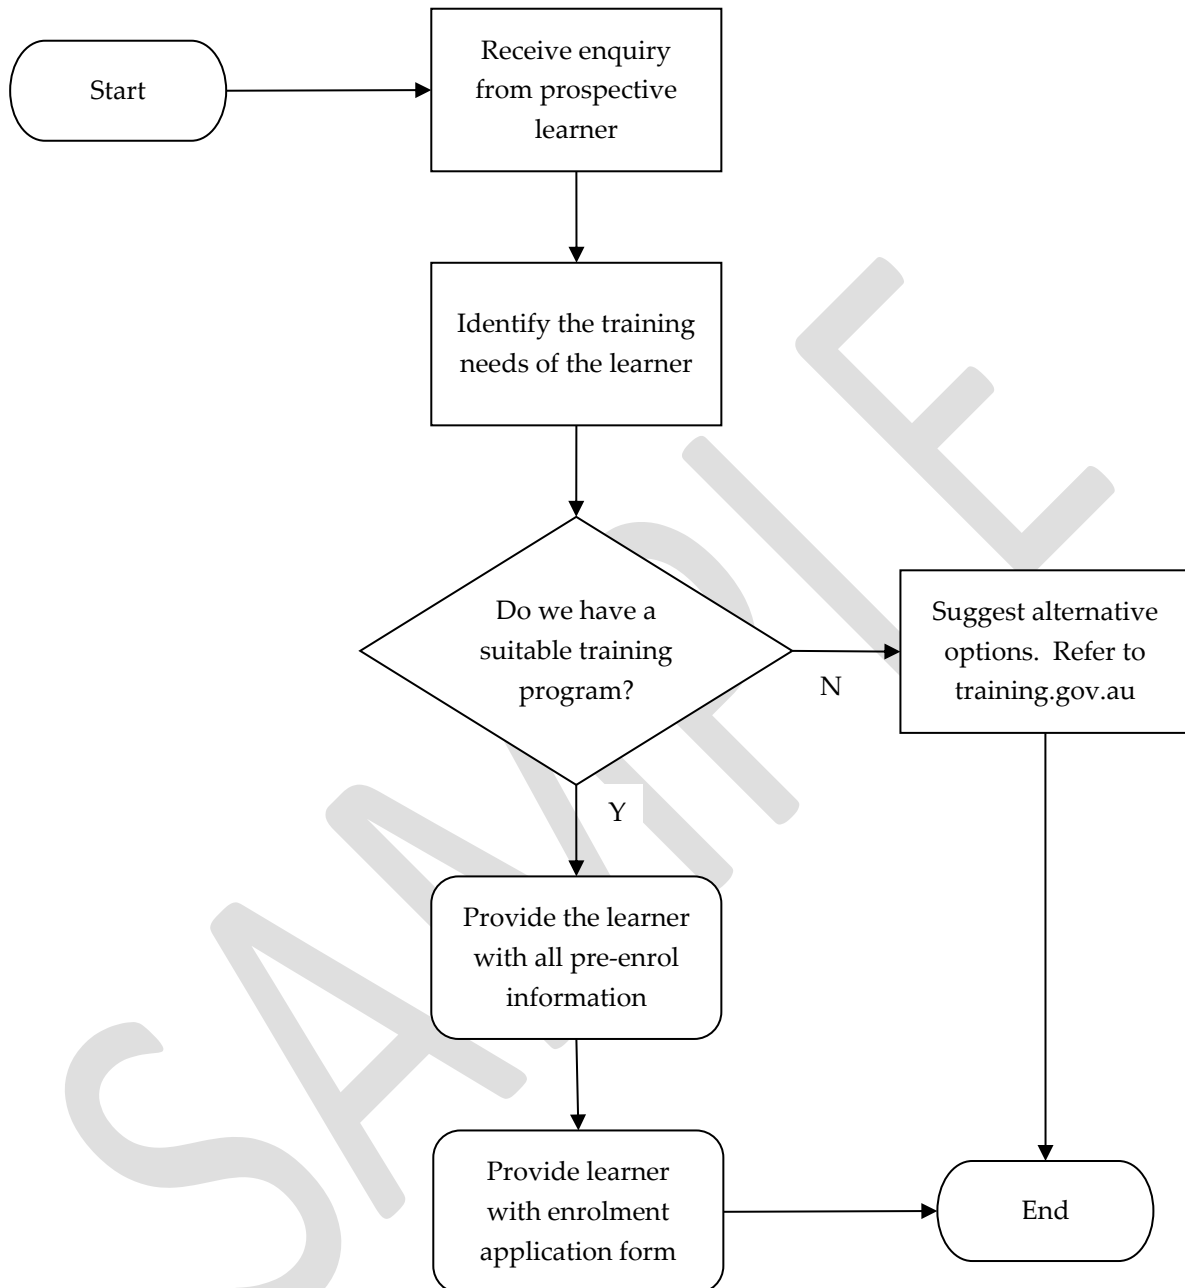 Start
Receive enquiry
from prospective
learner
Identify the training
needs of the learner
Do we have a
suitable training
program?
N
Suggest alternative
options.  Refer to
training.gov.au
Y
Provide the learner
with all pre-enrol
information
Provide learner
with enrolment
application form
End
SAMPLE